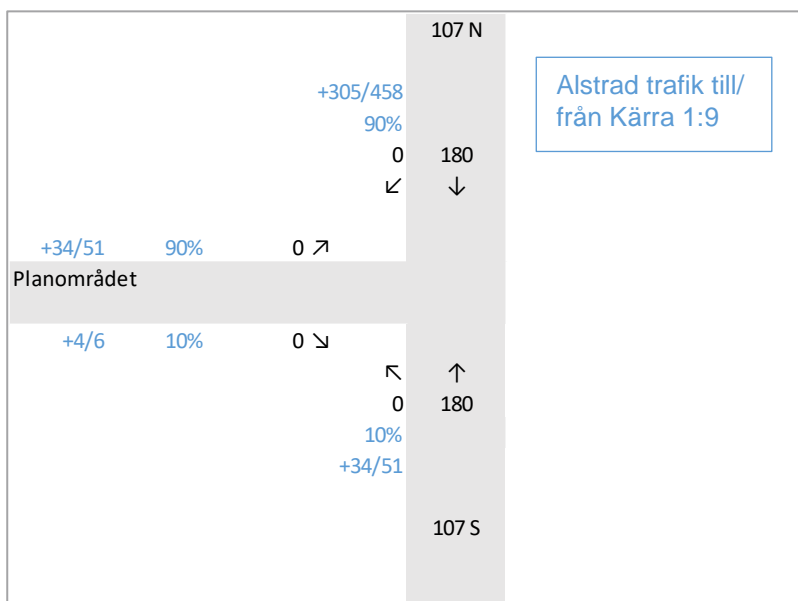 107 N
Alstrad trafik till/
från Kärra 1:9
+305/458
90%
0 180
↙ ↓
+34/51 90% 0 ↗
Planområdet
+4/6 10% 0 ↘
↖ ↑
0 180
10%
+34/51
107 S